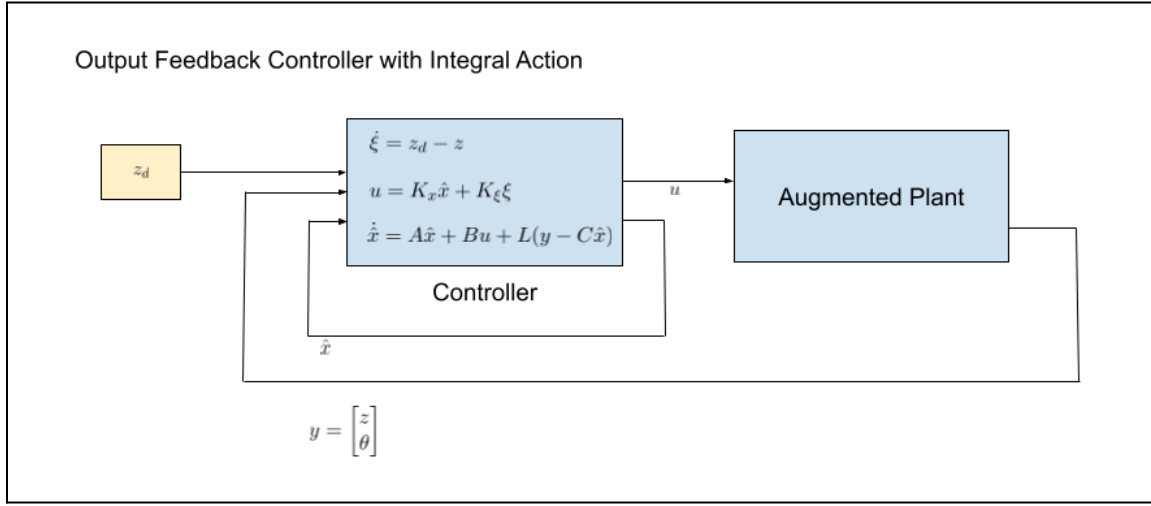 Output Feedback Controller with Integral Action
z_d
ξ̇ = z_d − z
u = K_x x̂ + K_ξ ξ
x̂̇ = Ax̂ + Bu + L(y − Cx̂)
Controller
u
Augmented Plant
x̂
y = [z
θ]